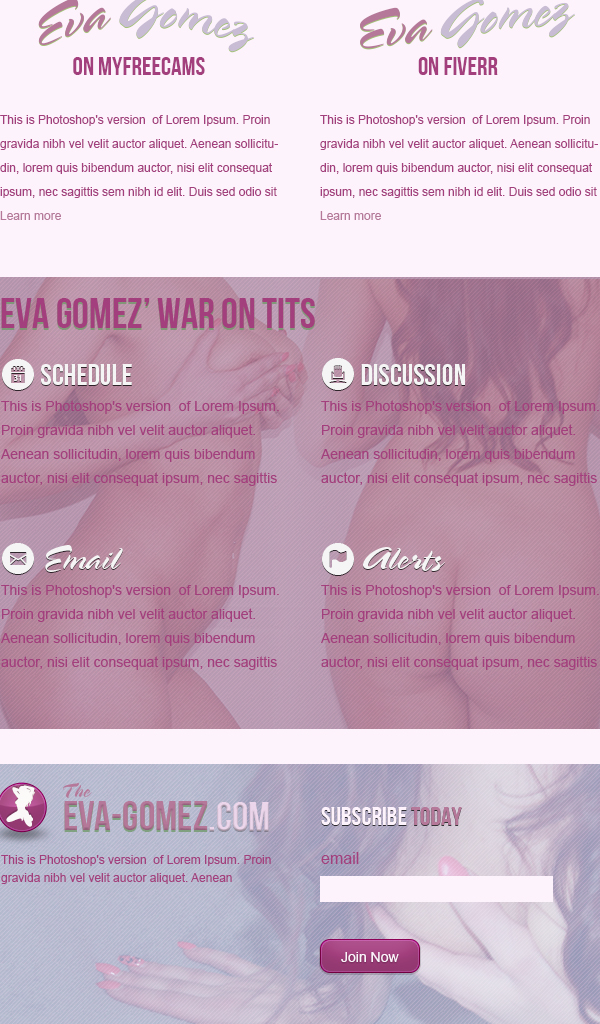 Eva Gomez
ON MYFREECAMS
This is Photoshop's version of Lorem Ipsum. Proin
gravida nibh vel velit auctor aliquet. Aenean sollicitu-
din, lorem quis bibendum auctor, nisi elit consequat
ipsum, nec sagittis sem nibh id elit. Duis sed odio sit
Learn more
Eva Gomez
ON FIVERR
This is Photoshop's version of Lorem Ipsum. Proin
gravida nibh vel velit auctor aliquet. Aenean sollicitu-
din, lorem quis bibendum auctor, nisi elit consequat
ipsum, nec sagittis sem nibh id elit. Duis sed odio sit
Learn more
EVA GOMEZ’ WAR ON TITS
31
SCHEDULE
This is Photoshop's version of Lorem Ipsum.
Proin gravida nibh vel velit auctor aliquet.
Aenean sollicitudin, lorem quis bibendum
auctor, nisi elit consequat ipsum, nec sagittis
DISCUSSION
This is Photoshop's version of Lorem Ipsum.
Proin gravida nibh vel velit auctor aliquet.
Aenean sollicitudin, lorem quis bibendum
auctor, nisi elit consequat ipsum, nec sagittis
Email
This is Photoshop's version of Lorem Ipsum.
Proin gravida nibh vel velit auctor aliquet.
Aenean sollicitudin, lorem quis bibendum
auctor, nisi elit consequat ipsum, nec sagittis
Alerts
This is Photoshop's version of Lorem Ipsum.
Proin gravida nibh vel velit auctor aliquet.
Aenean sollicitudin, lorem quis bibendum
auctor, nisi elit consequat ipsum, nec sagittis
The
EVA-GOMEZ.COM
This is Photoshop's version of Lorem Ipsum. Proin
gravida nibh vel velit auctor aliquet. Aenean
SUBSCRIBE TODAY
email
Join Now